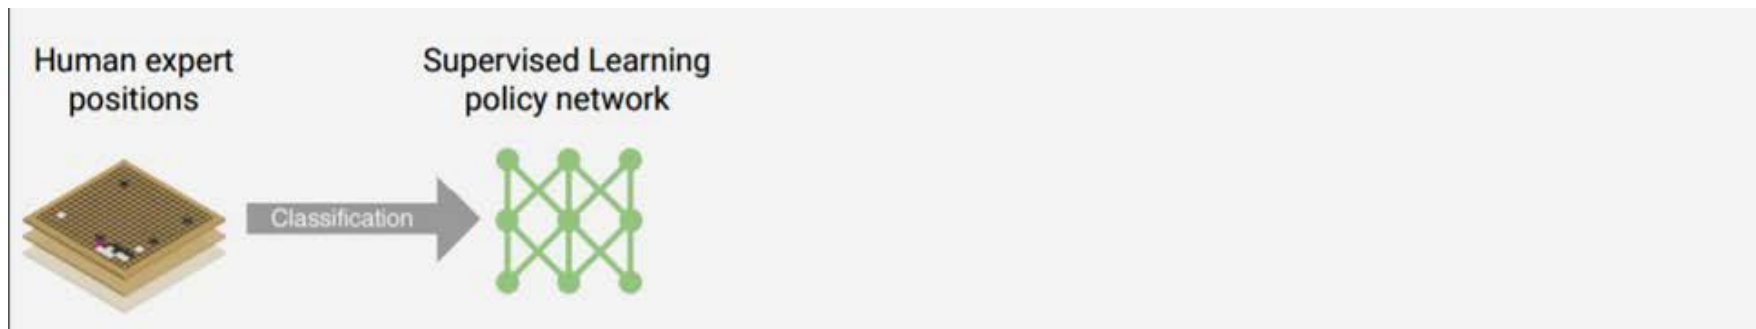 Human expert
positions
Supervised Learning
policy network
Classification